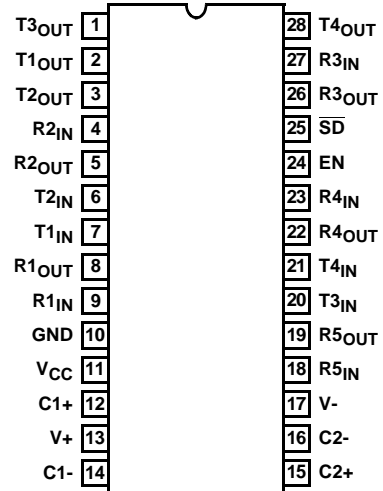 T3OUT 1 28 T4OUT
T1OUT 2 27 R3IN
T2OUT 3 26 R3OUT
R2IN 4 25 S̅D̅
R2OUT 5 24 EN
T2IN 6 23 R4IN
T1IN 7 22 R4OUT
R1OUT 8 21 T4IN
R1IN 9 20 T3IN
GND 10 19 R5OUT
VCC 11 18 R5IN
C1+ 12 17 V-
V+ 13 16 C2-
C1- 14 15 C2+